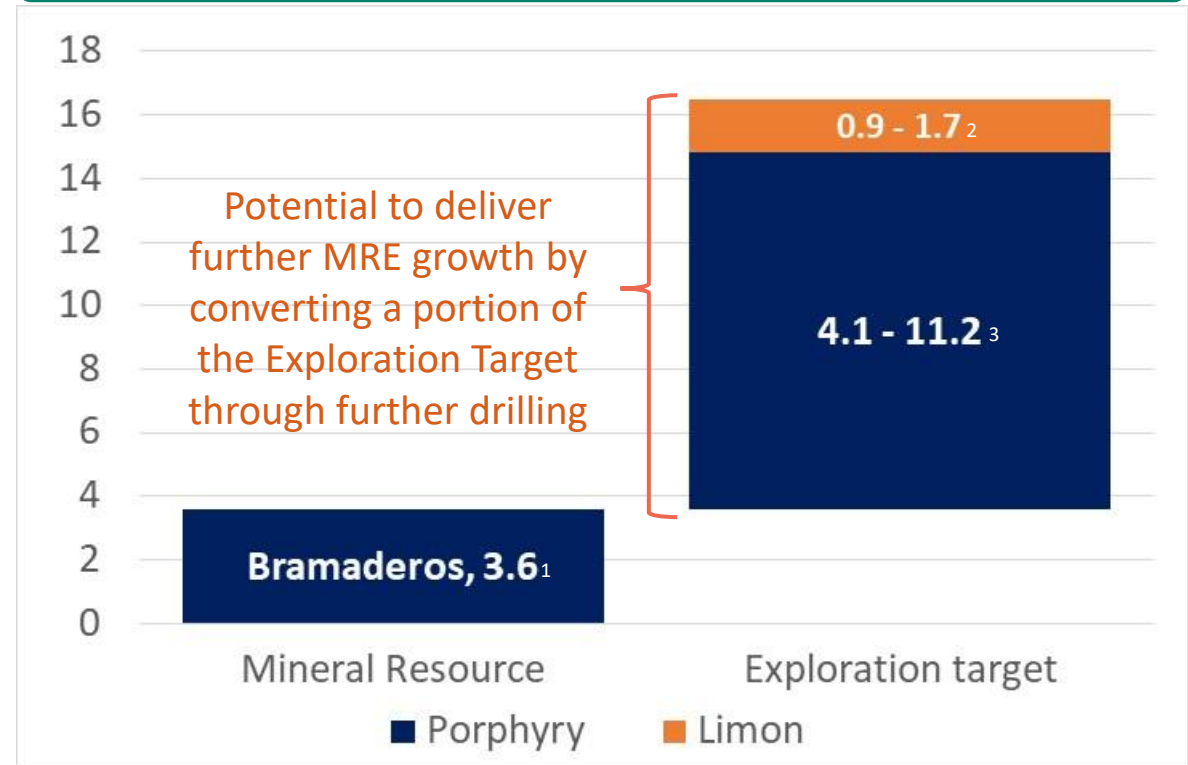 18
16
14
12
10
8
6
4
2
0
0.9 - 1.7 2
Potential to deliver
further MRE growth by
converting a portion of
the Exploration Target
through further drilling
4.1 - 11.2 3
Bramaderos, 3.6 1
Mineral Resource
Exploration target
Porphyry
Limon